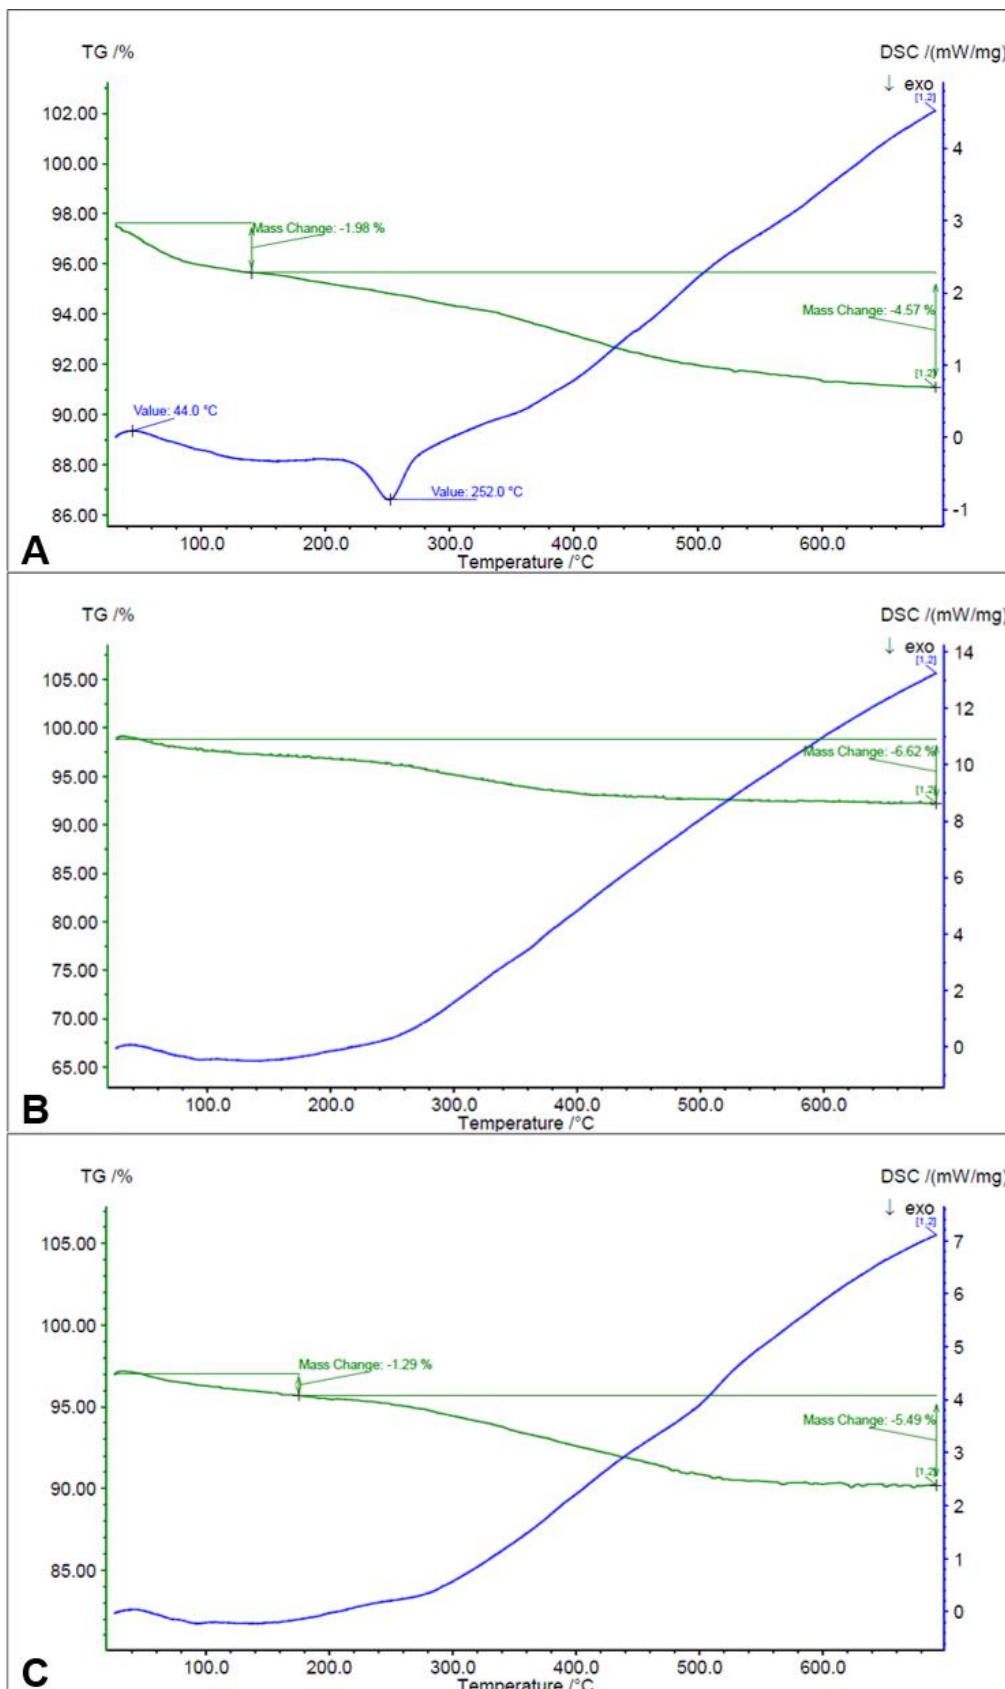 TG /% DSC /(mW/mg)
↓ exo
[1,2]
102.00
100.00
98.00
96.00
94.00
92.00
90.00
88.00
86.00
4
3
2
1
0
-1
Mass Change: -1.98 %
Mass Change: -4.57 %
[1,2]
Value: 44.0 °C
Value: 252.0 °C
100.0 200.0 300.0 400.0 500.0 600.0
Temperature /°C
A
TG /% DSC /(mW/mg)
↓ exo
[1,2]
105.00
100.00
95.00
90.00
85.00
80.00
75.00
70.00
65.00
14
12
10
8
6
4
2
0
Mass Change: -6.62 %
[1,2]
100.0 200.0 300.0 400.0 500.0 600.0
Temperature /°C
B
TG /% DSC /(mW/mg)
↓ exo
[1,2]
105.00
100.00
95.00
90.00
85.00
7
6
5
4
3
2
1
0
Mass Change: -1.29 %
Mass Change: -5.49 %
[1,2]
100.0 200.0 300.0 400.0 500.0 600.0
Temperature /°C
C